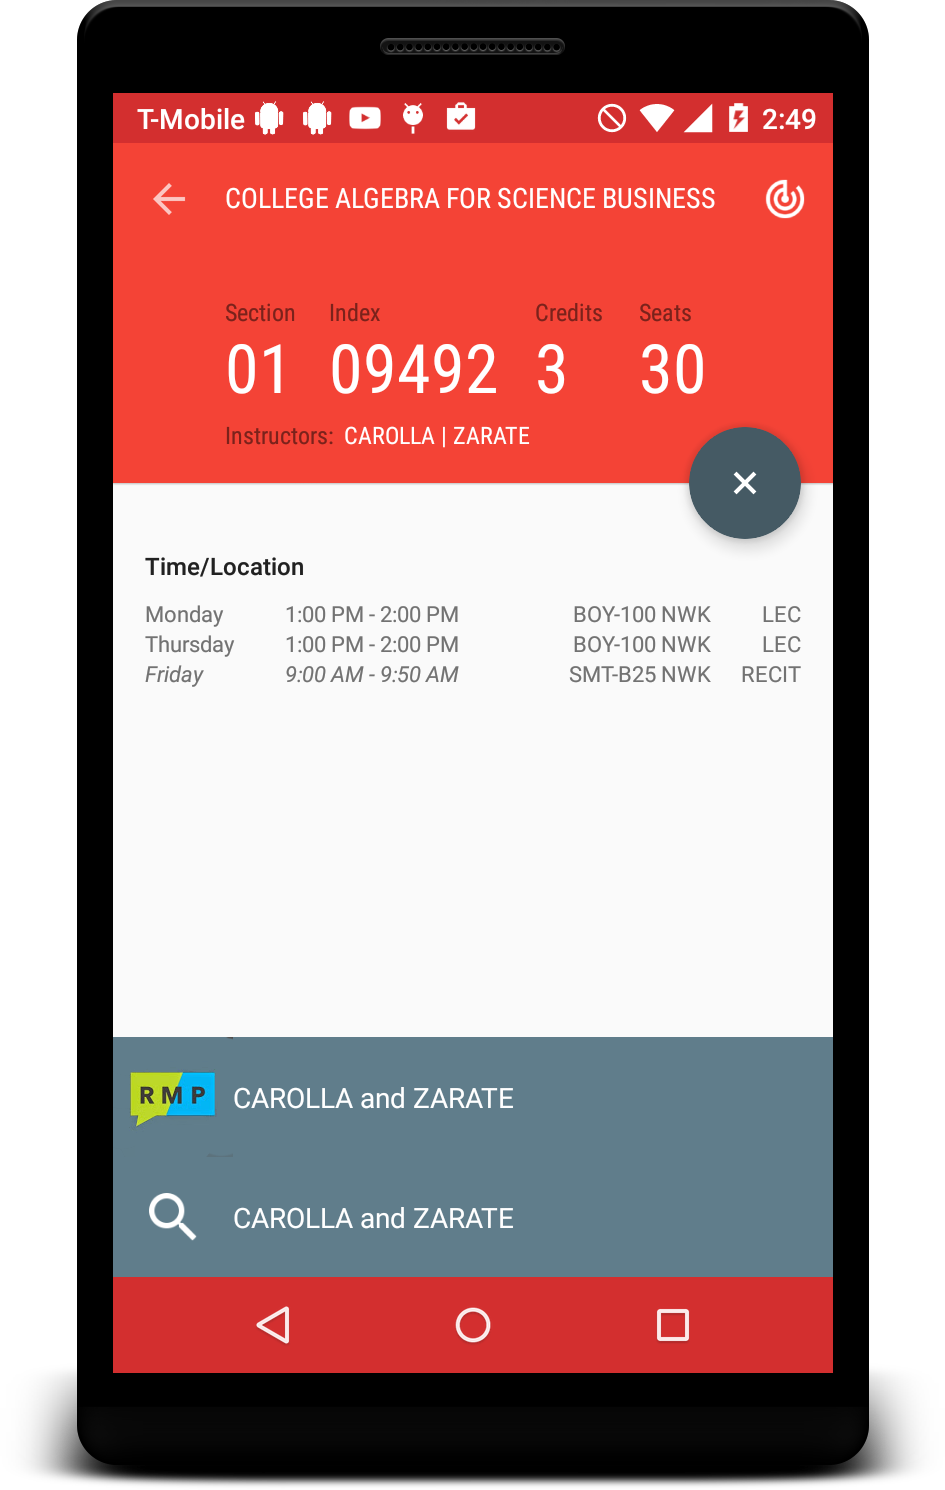 T-Mobile 2:49
COLLEGE ALGEBRA FOR SCIENCE BUSINESS
Section Index Credits Seats
01 09492 3 30
Instructors: CAROLLA | ZARATE
Time/Location
Monday 1:00 PM - 2:00 PM BOY-100 NWK LEC
Thursday 1:00 PM - 2:00 PM BOY-100 NWK LEC
Friday 9:00 AM - 9:50 AM SMT-B25 NWK RECIT
RMP CAROLLA and ZARATE
CAROLLA and ZARATE